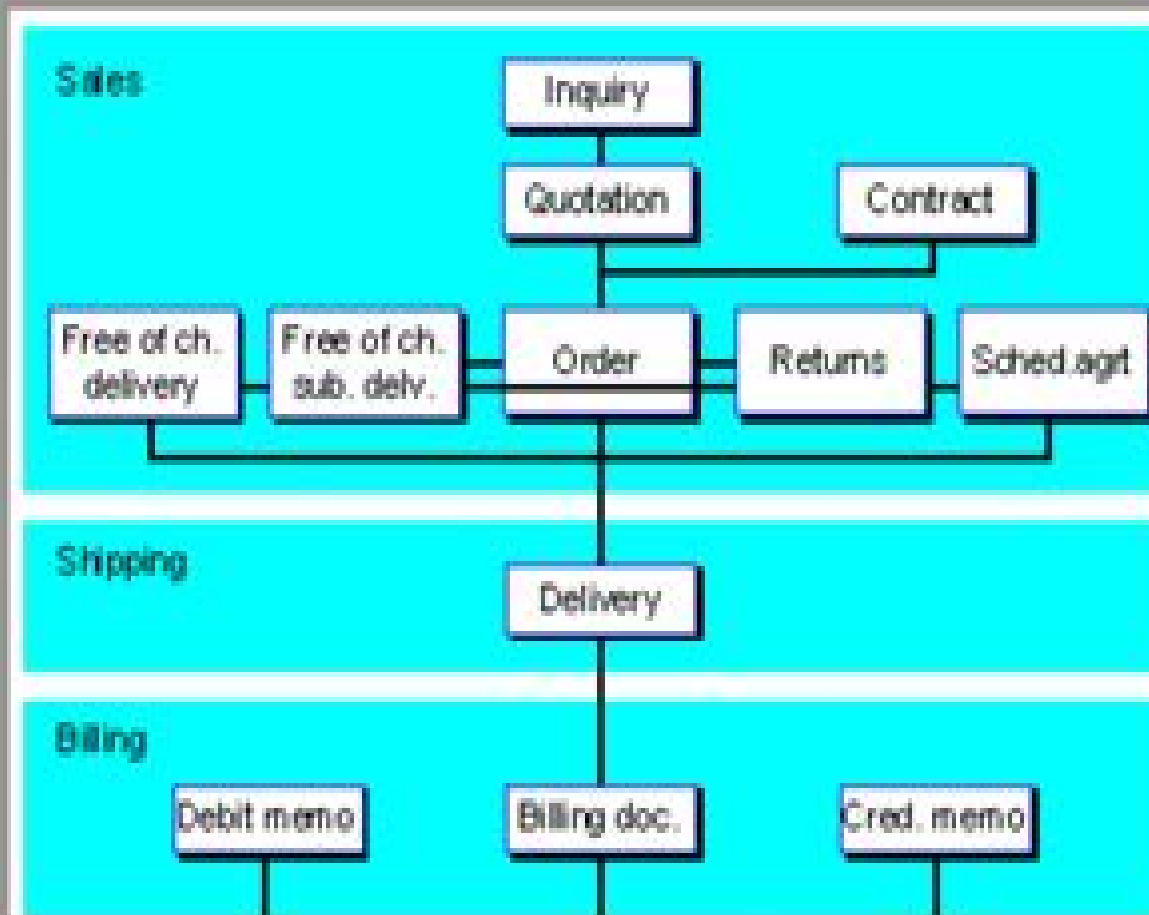 Sales
Inquiry
Quotation
Contract
Free of ch.
delivery
Free of ch.
sub. delv.
Order
Returns
Sched.agrt
Shipping
Delivery
Billing
Debit memo
Billing doc.
Cred. memo